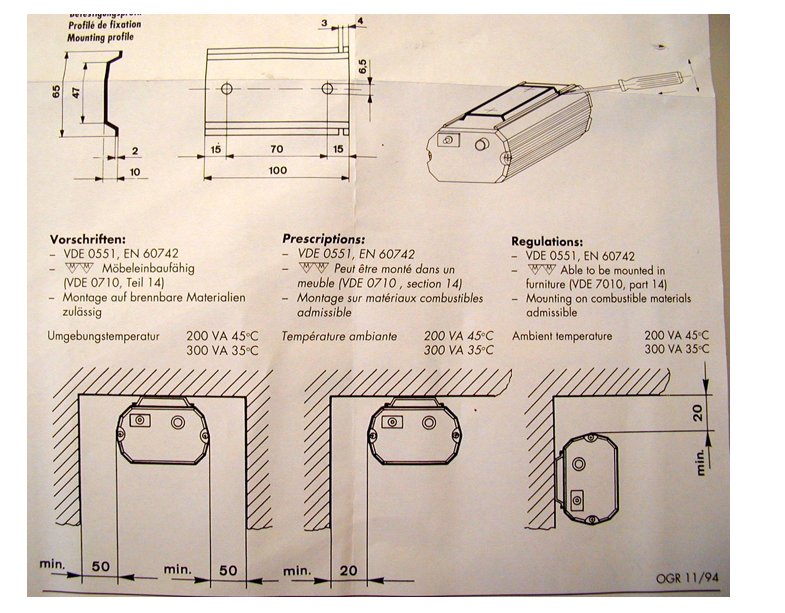 Befestigungsprofil
Profilé de fixation
Mounting profile
3
4
65
47
6,5
2
10
15
70
15
100
Vorschriften:
– VDE 0551, EN 60742
– M M Möbeleinbaufähig
(VDE 0710, Teil 14)
– Montage auf brennbare Materialien
zulässig
Umgebungstemperatur 200 VA 45°C
300 VA 35°C
Prescriptions:
– VDE 0551, EN 60742
– M M Peut être monté dans un
meuble (VDE 0710 , section 14)
– Montage sur matériaux combustibles
admissible
Température ambiante 200 VA 45°C
300 VA 35°C
Regulations:
– VDE 0551, EN 60742
– M M Able to be mounted in
furniture (VDE 7010, part 14)
– Mounting on combustible materials
admissible
Ambient temperature 200 VA 45°C
300 VA 35°C
min. 50
min. 50
min. 20
20
min.
OGR 11/94